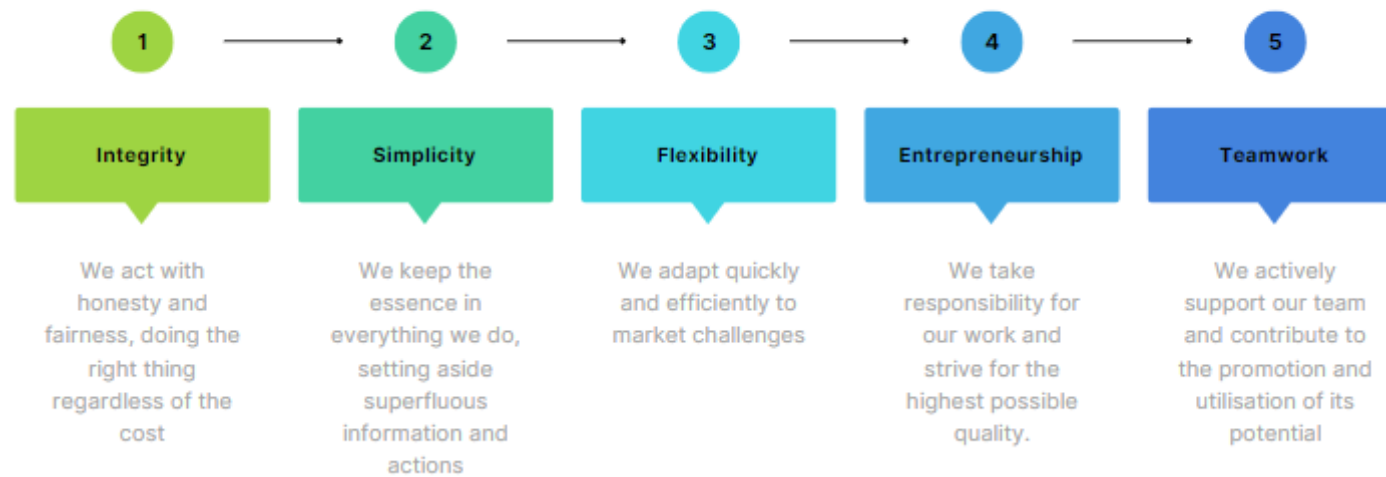 1
2
3
4
5
Integrity
Simplicity
Flexibility
Entrepreneurship
Teamwork
We act with
honesty and
fairness, doing the
right thing
regardless of the
cost
We keep the
essence in
everything we do,
setting aside
superfluous
information and
actions
We adapt quickly
and efficiently to
market challenges
We take
responsibility for
our work and
strive for the
highest possible
quality.
We actively
support our team
and contribute to
the promotion and
utilisation of its
potential